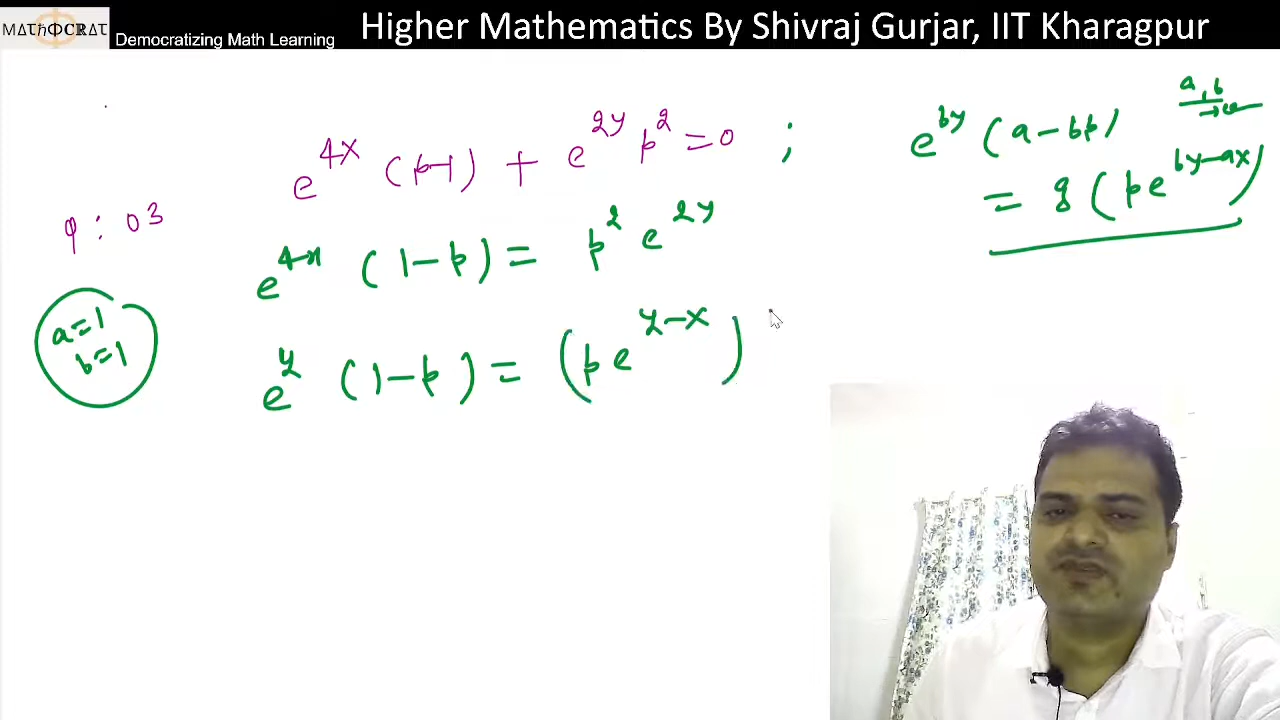 MATHΦCRAT
Democratizing Math Learning
Higher Mathematics By Shivraj Gurjar, IIT Kharagpur
e^{4x} (p-1) + e^{2y} p^2 = 0 ;
φ : 03
e^{4x} (1-p) = p^2 e^{2y}
a=1
b=1
e^y (1-p) = (p e^{y-x})
a, b
e^{by} (a-bp)
= g (p e^{by-ax})